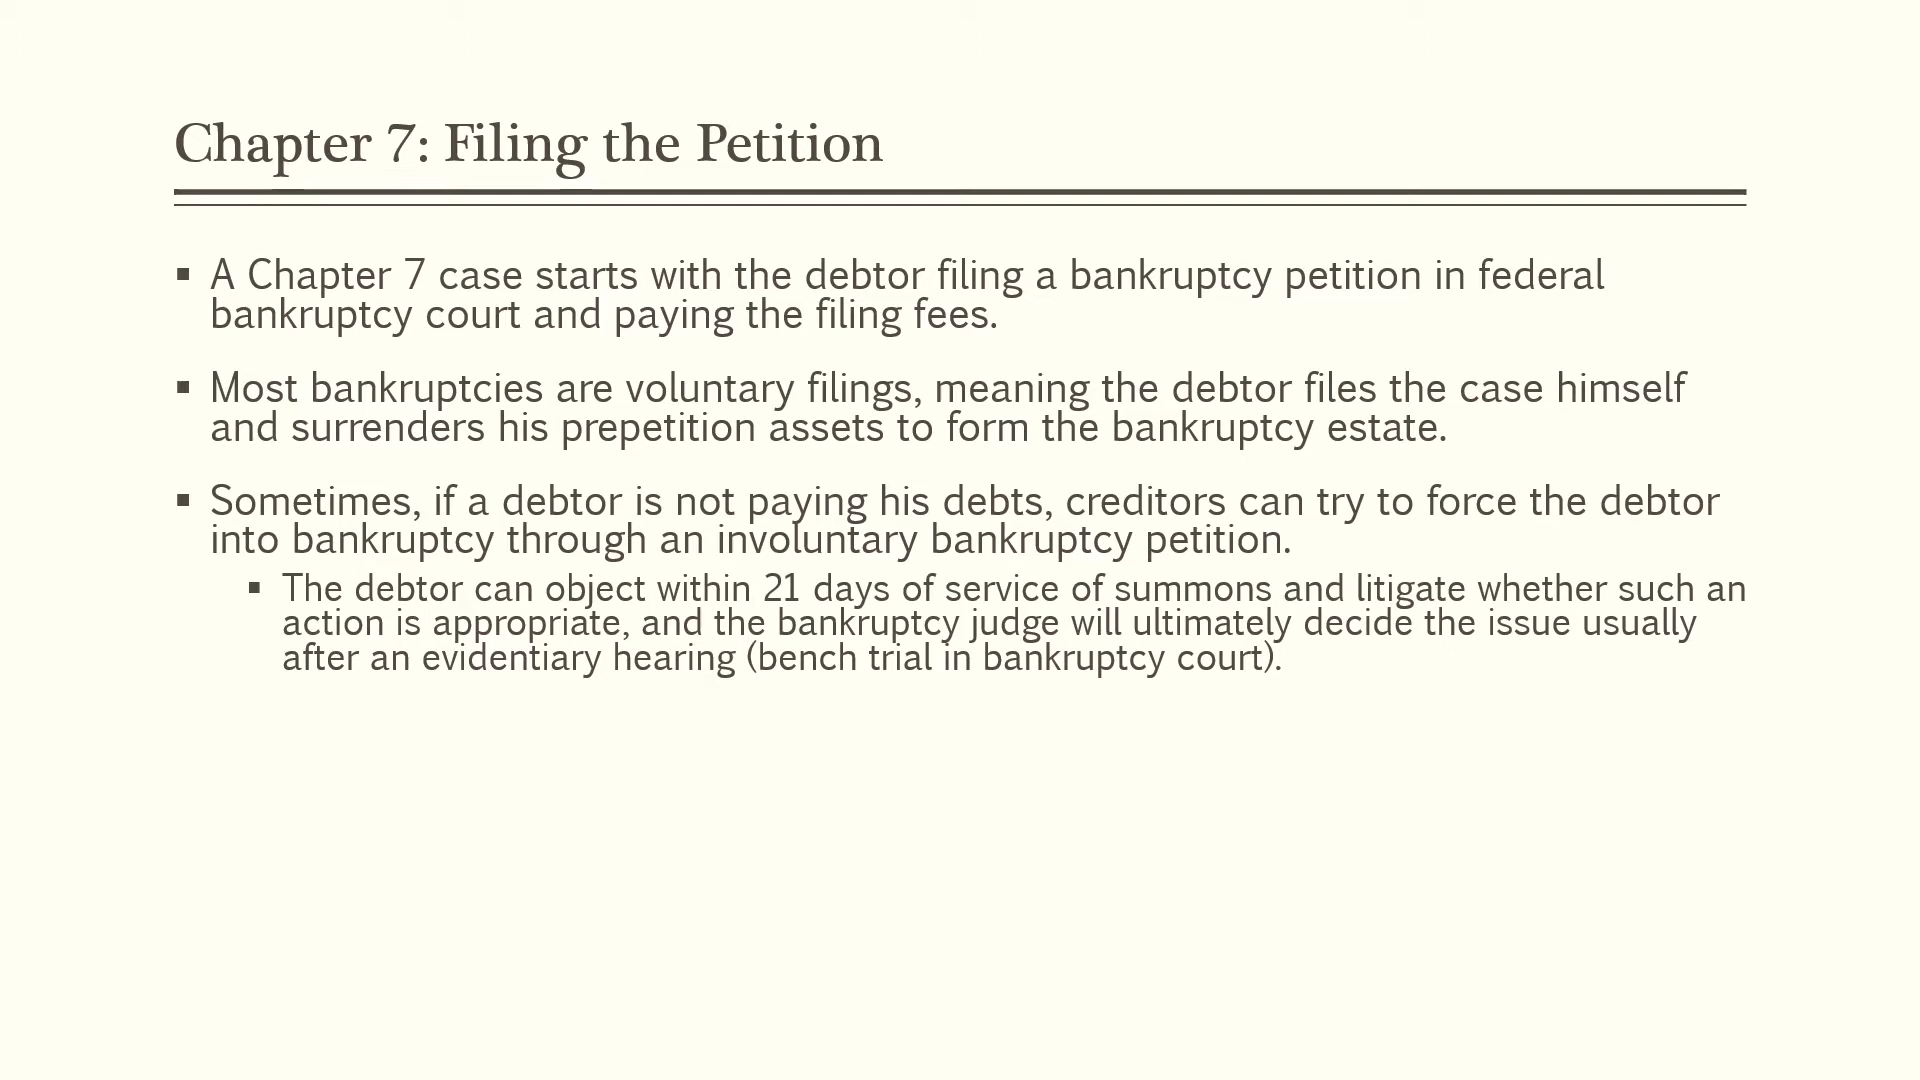 Chapter 7: Filing the Petition
▪ A Chapter 7 case starts with the debtor filing a bankruptcy petition in federal
bankruptcy court and paying the filing fees.
▪ Most bankruptcies are voluntary filings, meaning the debtor files the case himself
and surrenders his prepetition assets to form the bankruptcy estate.
▪ Sometimes, if a debtor is not paying his debts, creditors can try to force the debtor
into bankruptcy through an involuntary bankruptcy petition.
▪ The debtor can object within 21 days of service of summons and litigate whether such an
action is appropriate, and the bankruptcy judge will ultimately decide the issue usually
after an evidentiary hearing (bench trial in bankruptcy court).